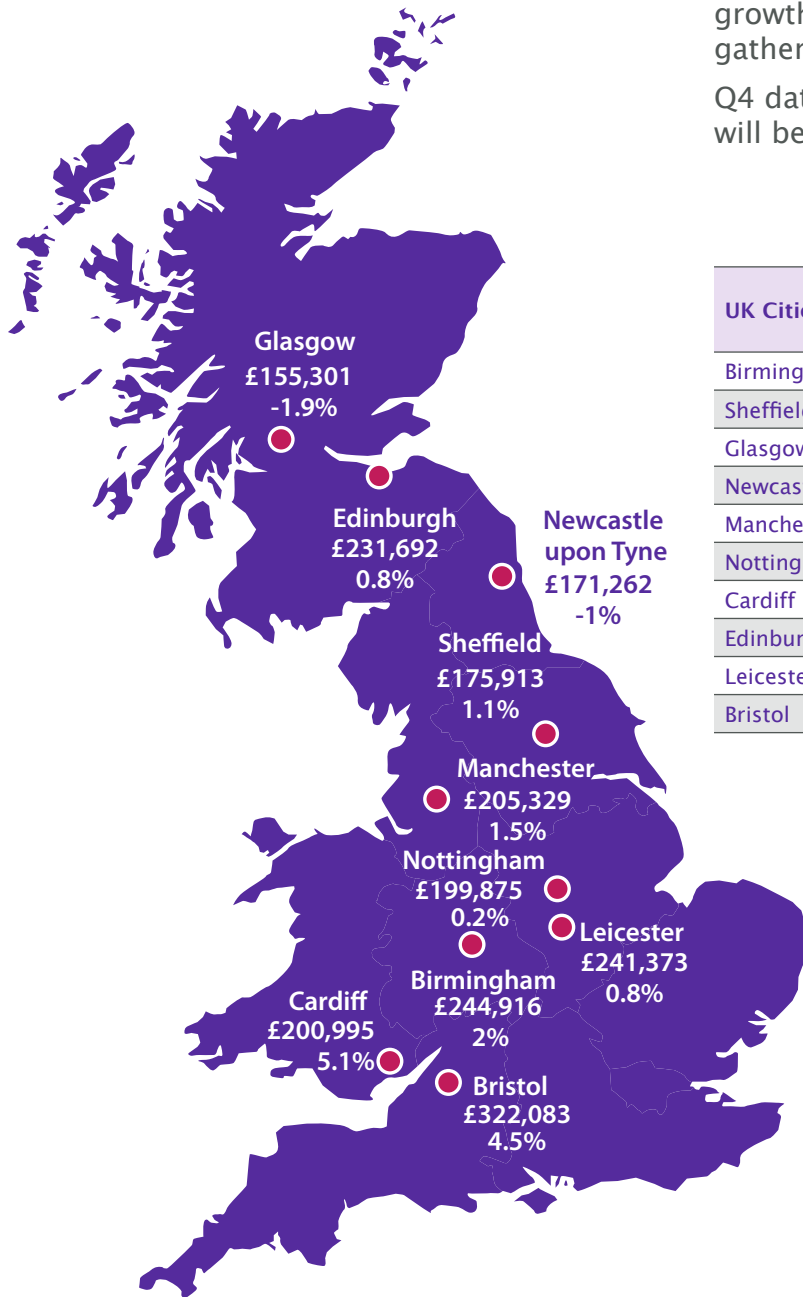 growth
gather
Q4 dat
will be
Glasgow
£155,301
-1.9%
Edinburgh
£231,692
0.8%
Newcastle
upon Tyne
£171,262
-1%
Sheffield
£175,913
1.1%
Manchester
£205,329
1.5%
Nottingham
£199,875
0.2%
Leicester
£241,373
0.8%
Birmingham
£244,916
2%
Cardiff
£200,995
5.1%
Bristol
£322,083
4.5%
UK Citi
Birming
Sheffiel
Glasgow
Newcas
Manche
Notting
Cardiff
Edinbur
Leiceste
Bristol